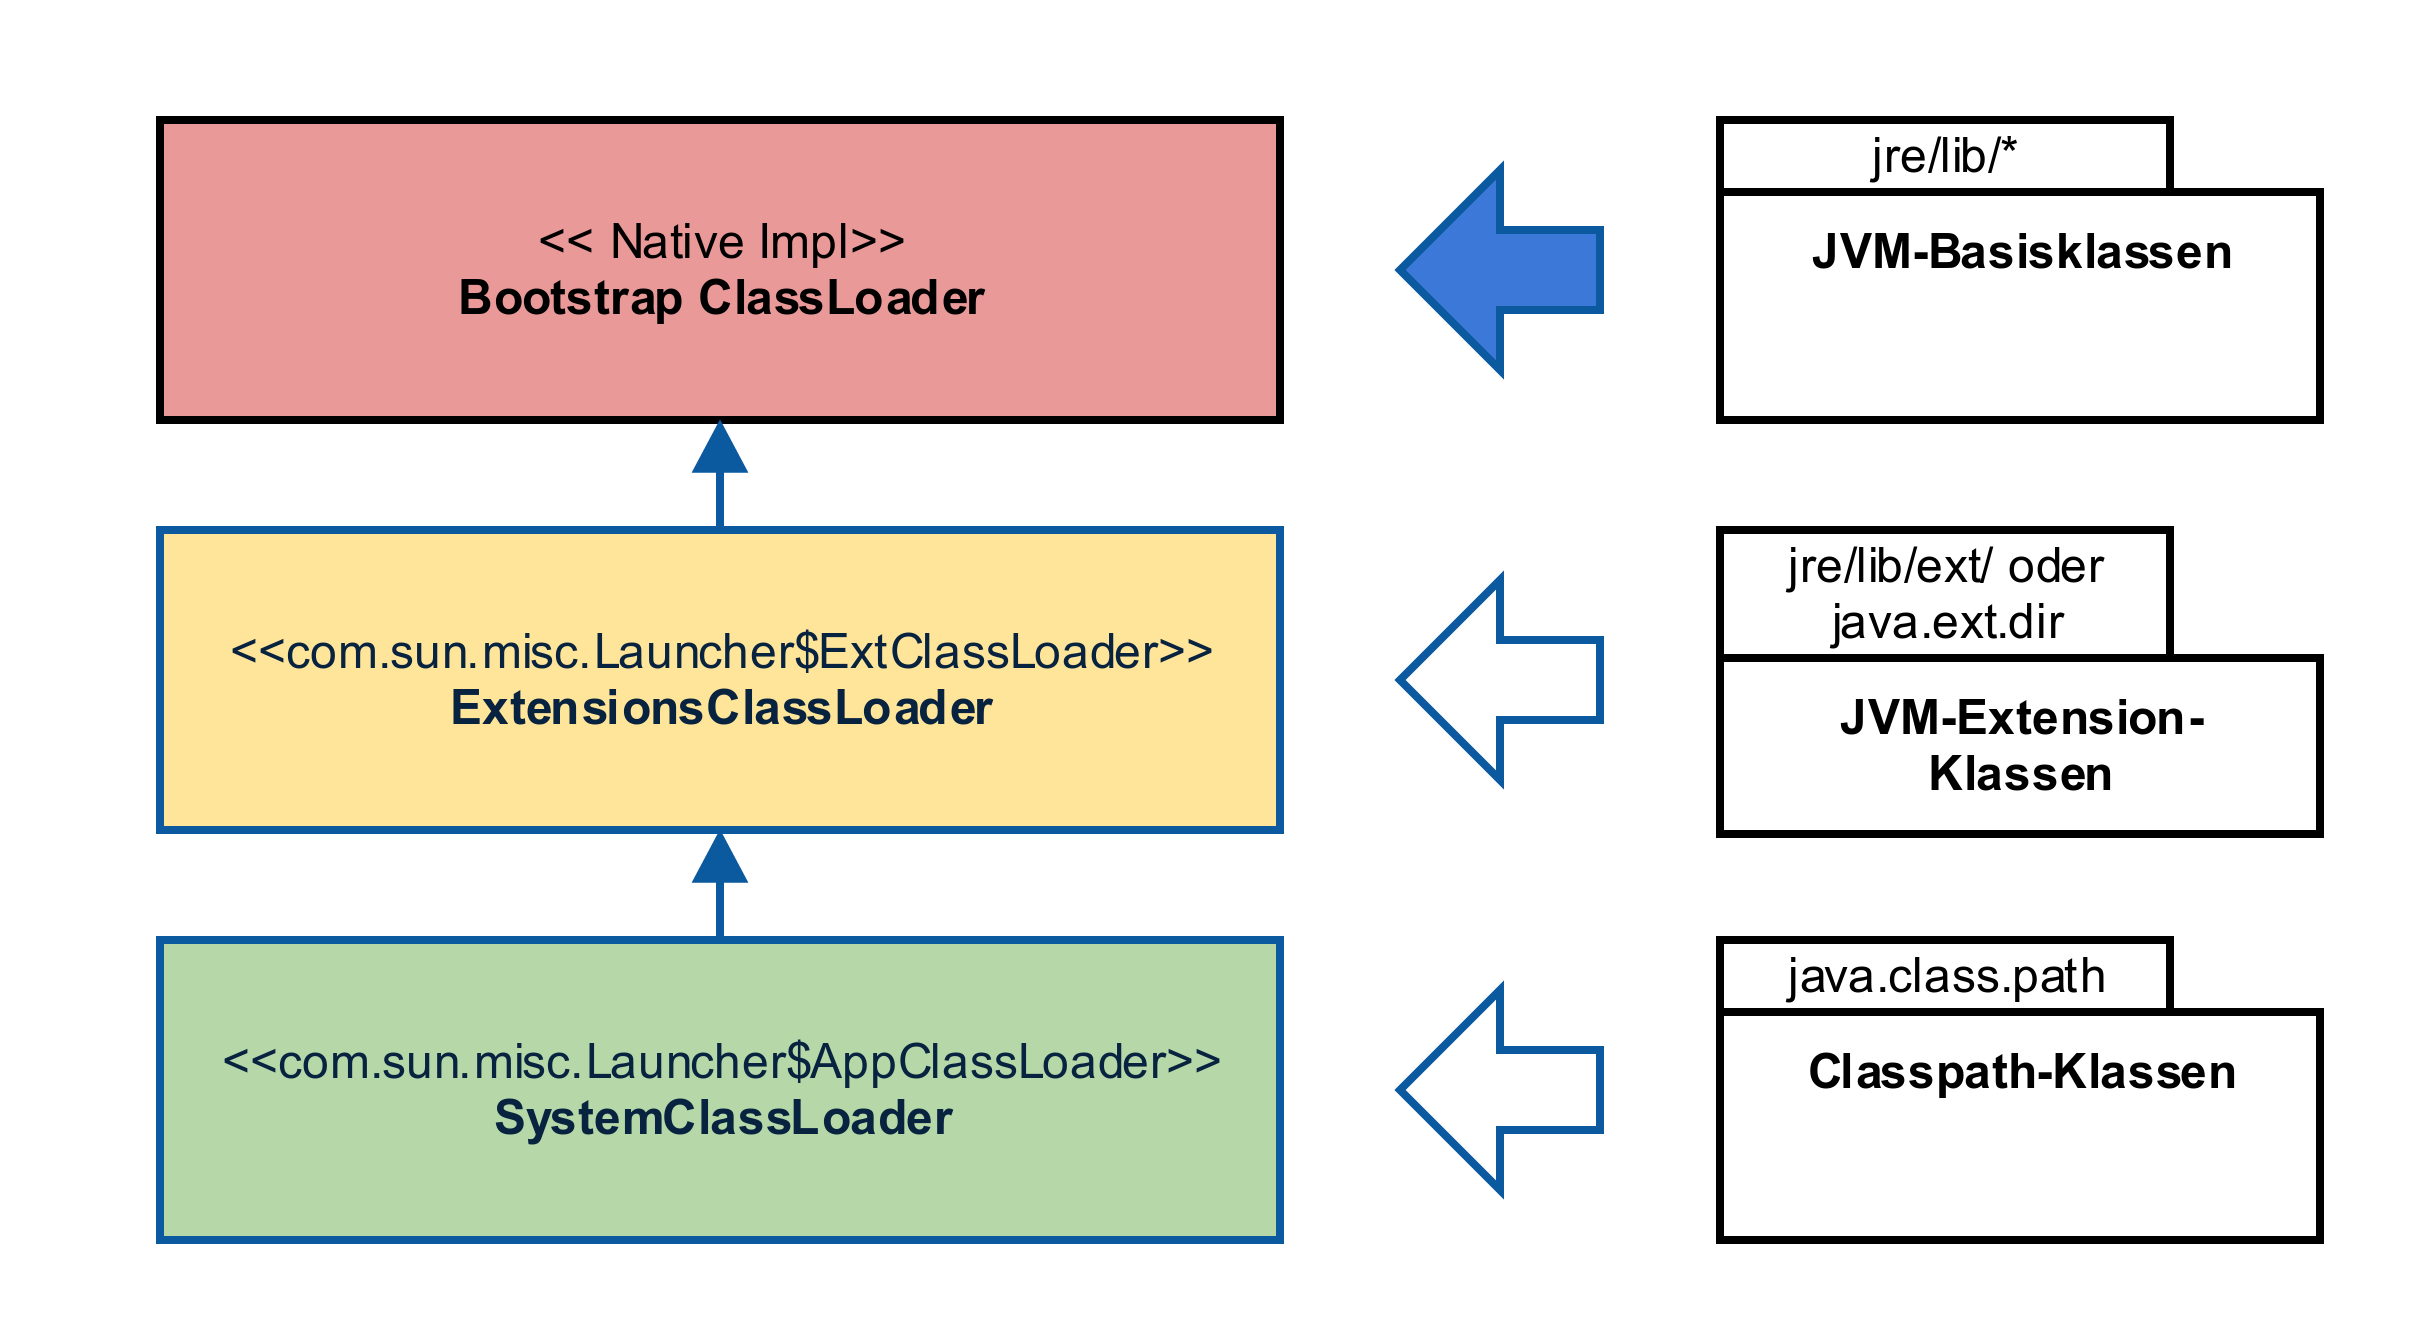 << Native Impl>>
Bootstrap ClassLoader
jre/lib/*
JVM-Basisklassen
<<com.sun.misc.Launcher$ExtClassLoader>>
ExtensionsClassLoader
jre/lib/ext/ oder
java.ext.dir
JVM-Extension-
Klassen
<<com.sun.misc.Launcher$AppClassLoader>>
SystemClassLoader
java.class.path
Classpath-Klassen